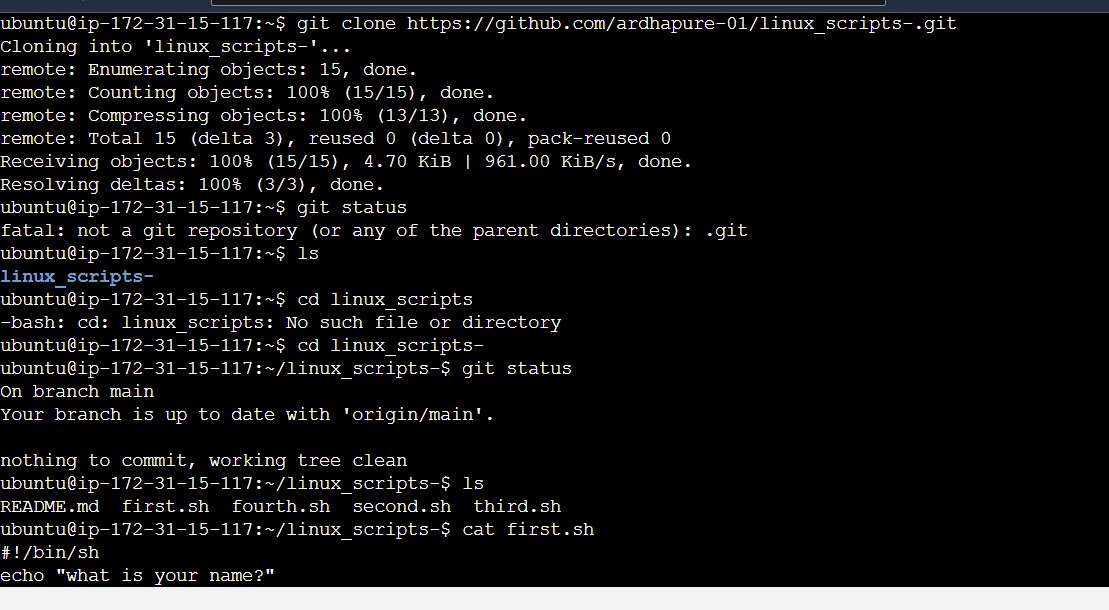 ubuntu@ip-172-31-15-117:~$ git clone https://github.com/ardhapure-01/linux_scripts-.git
Cloning into 'linux_scripts-'...
remote: Enumerating objects: 15, done.
remote: Counting objects: 100% (15/15), done.
remote: Compressing objects: 100% (13/13), done.
remote: Total 15 (delta 3), reused 0 (delta 0), pack-reused 0
Receiving objects: 100% (15/15), 4.70 KiB | 961.00 KiB/s, done.
Resolving deltas: 100% (3/3), done.
ubuntu@ip-172-31-15-117:~$ git status
fatal: not a git repository (or any of the parent directories): .git
ubuntu@ip-172-31-15-117:~$ ls
linux_scripts-
ubuntu@ip-172-31-15-117:~$ cd linux_scripts
-bash: cd: linux_scripts: No such file or directory
ubuntu@ip-172-31-15-117:~$ cd linux_scripts-
ubuntu@ip-172-31-15-117:~/linux_scripts-$ git status
On branch main
Your branch is up to date with 'origin/main'.

nothing to commit, working tree clean
ubuntu@ip-172-31-15-117:~/linux_scripts-$ ls
README.md  first.sh  fourth.sh  second.sh  third.sh
ubuntu@ip-172-31-15-117:~/linux_scripts-$ cat first.sh
#!/bin/sh
echo "what is your name?"